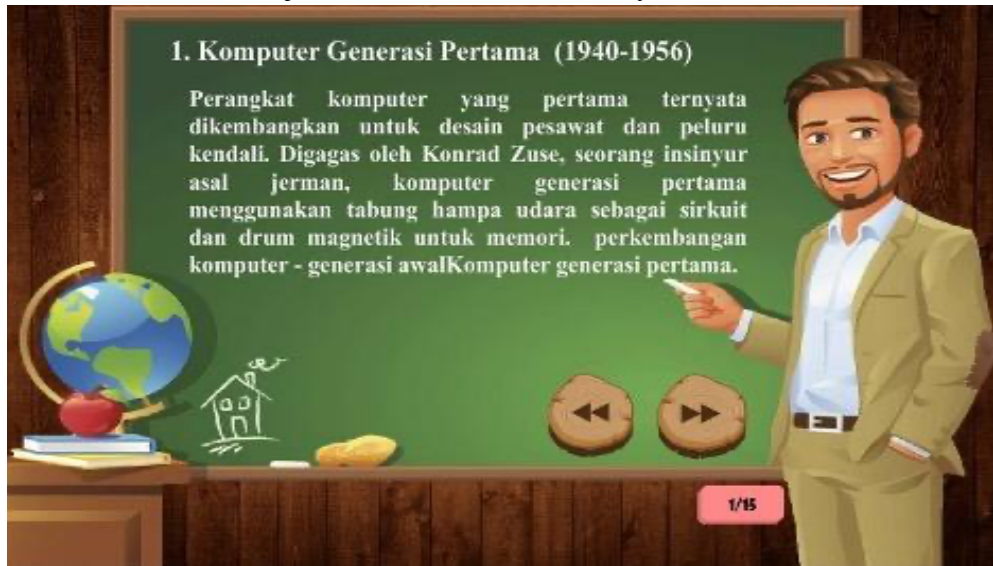 1. Komputer Generasi Pertama (1940-1956)
Perangkat komputer yang pertama ternyata
dikembangkan untuk desain pesawat dan peluru
kendali. Digagas oleh Konrad Zuse, seorang insinyur
asal jerman, komputer generasi pertama
menggunakan tabung hampa udara sebagai sirkuit
dan drum magnetik untuk memori. perkembangan
komputer - generasi awalKomputer generasi pertama.
1/15